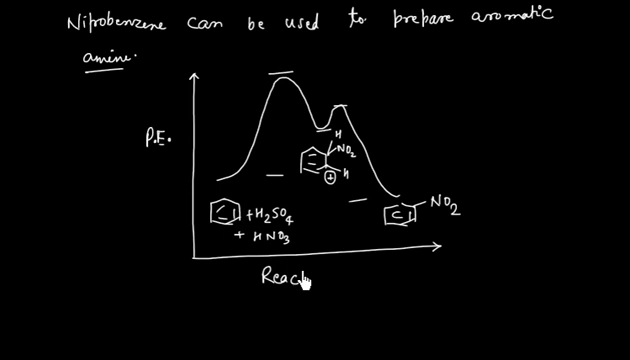 Nitrobenzene can be used to prepare aromatic
amine.
P.E.
H
NO2
H
+
+ H2SO4
+ HNO3
NO2
Reac